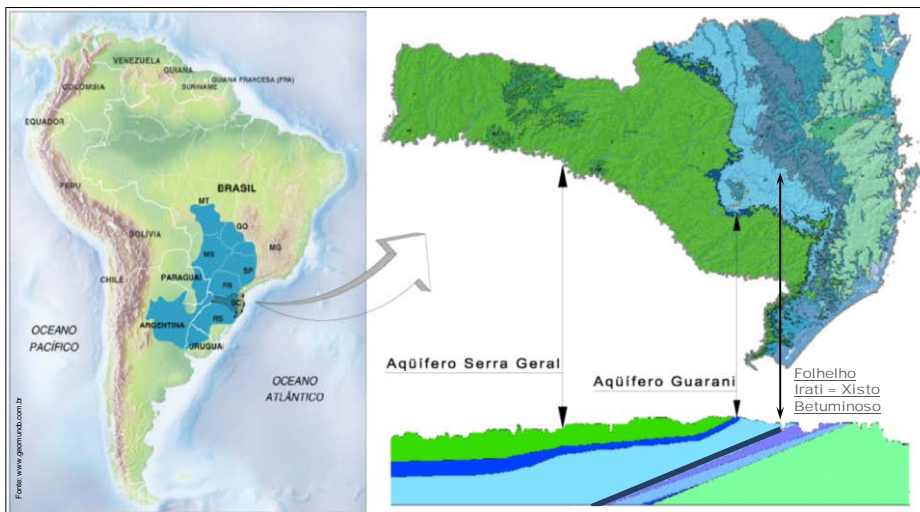 VENEZUELA
GUIANA
GUIANA FRANCESA (FRA)
SURINAME
COLÔMBIA
EQUADOR
PERU
BRASIL
MT
BOLÍVIA
GO
MS
MG
SP
PARAGUAI
PR
CHILE
SC
ARGENTINA
RS
URUGUAI
OCEANO
PACÍFICO
OCEANO
ATLÂNTICO
Fonte: www.geomundo.com.br
Aqüífero Serra Geral
Aqüífero Guarani
Folhelho
Irati = Xisto
Betuminoso